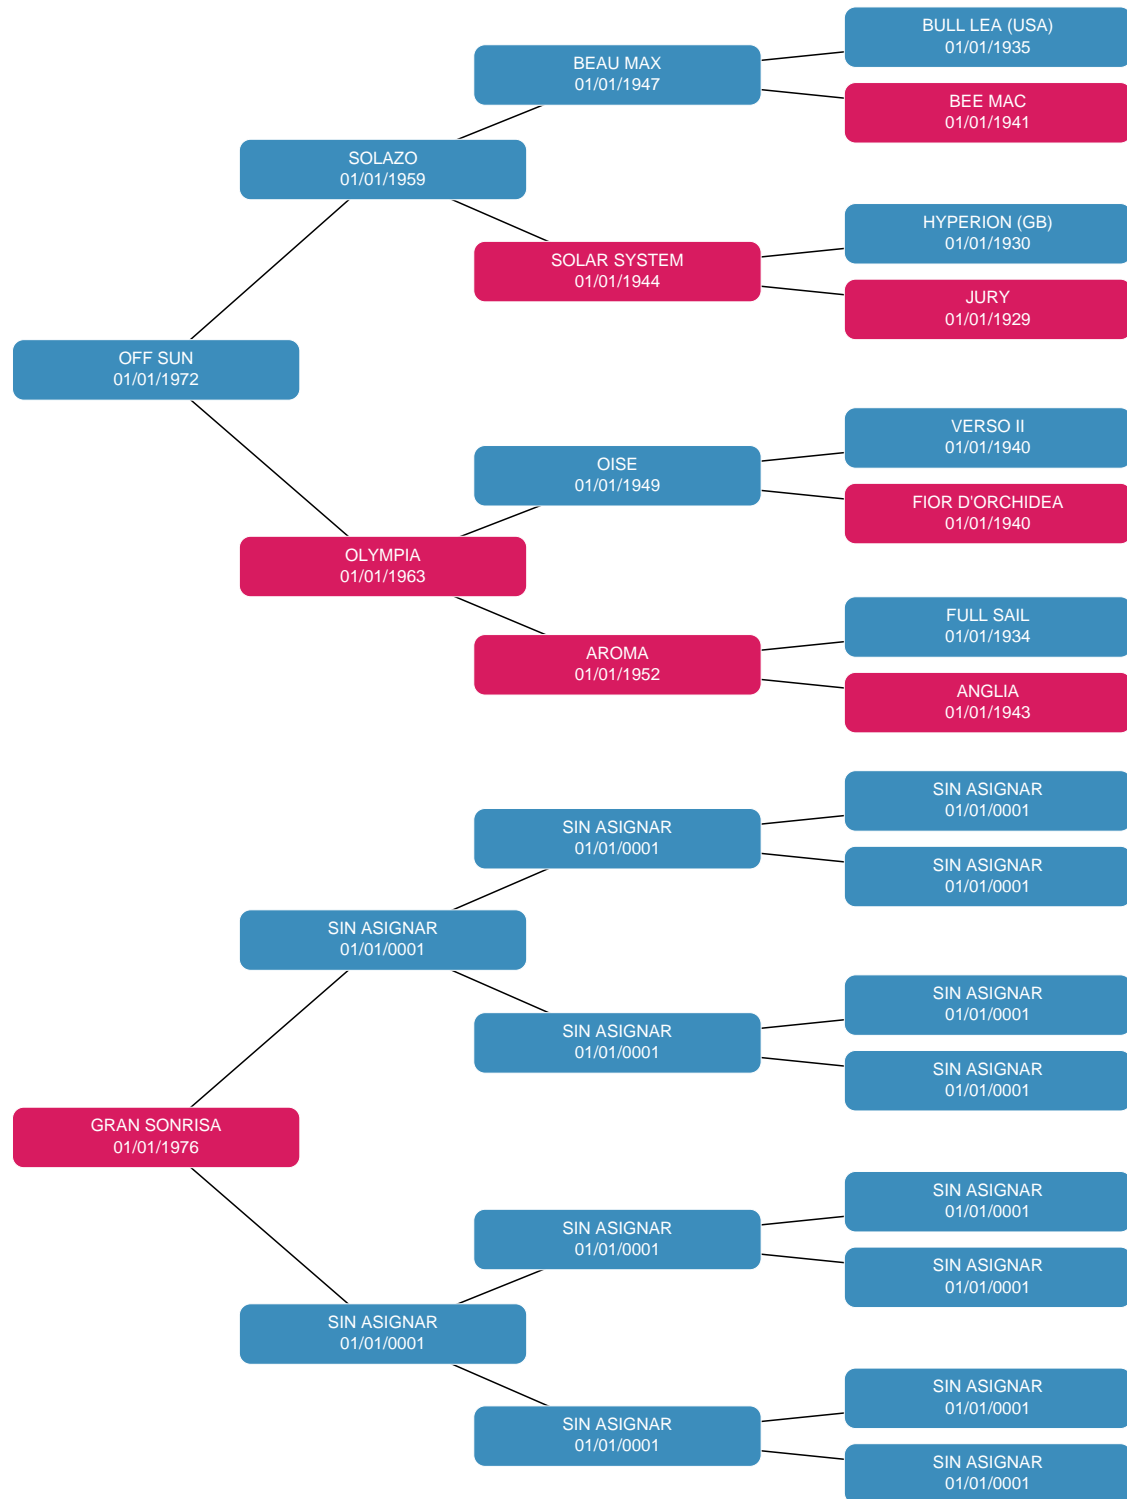 BULL LEA (USA)
01/01/1935
BEAU MAX
01/01/1947
BEE MAC
01/01/1941
SOLAZO
01/01/1959
HYPERION (GB)
01/01/1930
SOLAR SYSTEM
01/01/1944
JURY
01/01/1929
OFF SUN
01/01/1972
VERSO II
01/01/1940
OISE
01/01/1949
FIOR D'ORCHIDEA
01/01/1940
OLYMPIA
01/01/1963
FULL SAIL
01/01/1934
AROMA
01/01/1952
ANGLIA
01/01/1943
SIN ASIGNAR
01/01/0001
SIN ASIGNAR
01/01/0001
SIN ASIGNAR
01/01/0001
SIN ASIGNAR
01/01/0001
SIN ASIGNAR
01/01/0001
SIN ASIGNAR
01/01/0001
SIN ASIGNAR
01/01/0001
GRAN SONRISA
01/01/1976
SIN ASIGNAR
01/01/0001
SIN ASIGNAR
01/01/0001
SIN ASIGNAR
01/01/0001
SIN ASIGNAR
01/01/0001
SIN ASIGNAR
01/01/0001
SIN ASIGNAR
01/01/0001
SIN ASIGNAR
01/01/0001